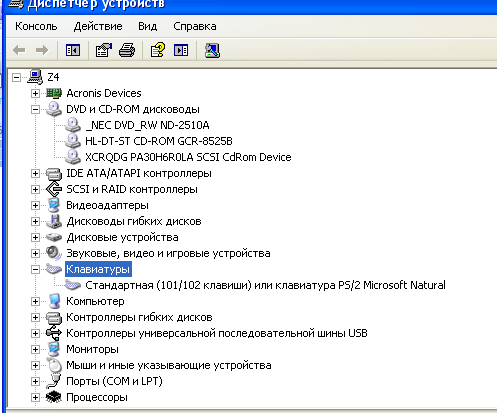 Диспетчер устройств
Консоль Действие Вид Справка
Z4
Acronis Devices
DVD и CD-ROM дисководы
_NEC DVD_RW ND-2510A
HL-DT-ST CD-ROM GCR-8525B
XCRQDG PA30H6R0LA SCSI CdRom Device
IDE ATA/ATAPI контроллеры
SCSI и RAID контроллеры
Видеоадаптеры
Дисководы гибких дисков
Дисковые устройства
Звуковые, видео и игровые устройства
Клавиатуры
Стандартная (101/102 клавиши) или клавиатура PS/2 Microsoft Natural
Компьютер
Контроллеры гибких дисков
Контроллеры универсальной последовательной шины USB
Мониторы
Мыши и иные указывающие устройства
Порты (COM и LPT)
Процессоры